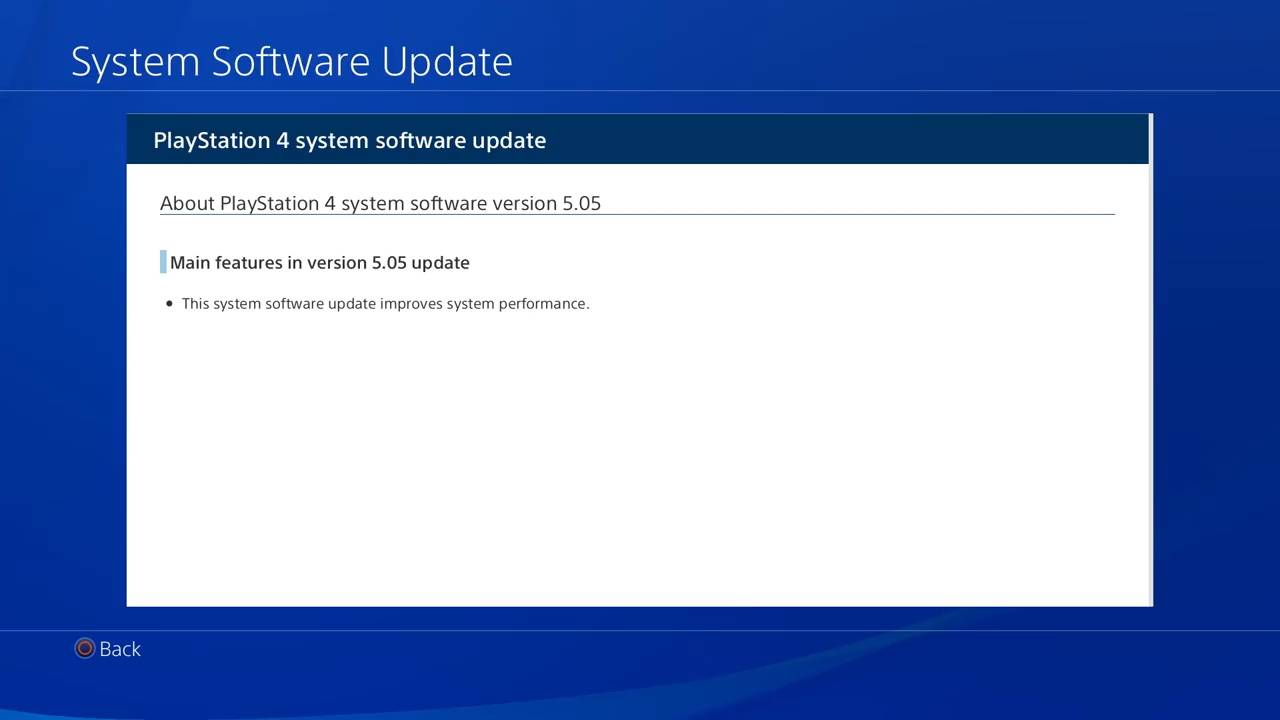 System Software Update
PlayStation 4 system software update
About PlayStation 4 system software version 5.05
Main features in version 5.05 update
• This system software update improves system performance.
Back